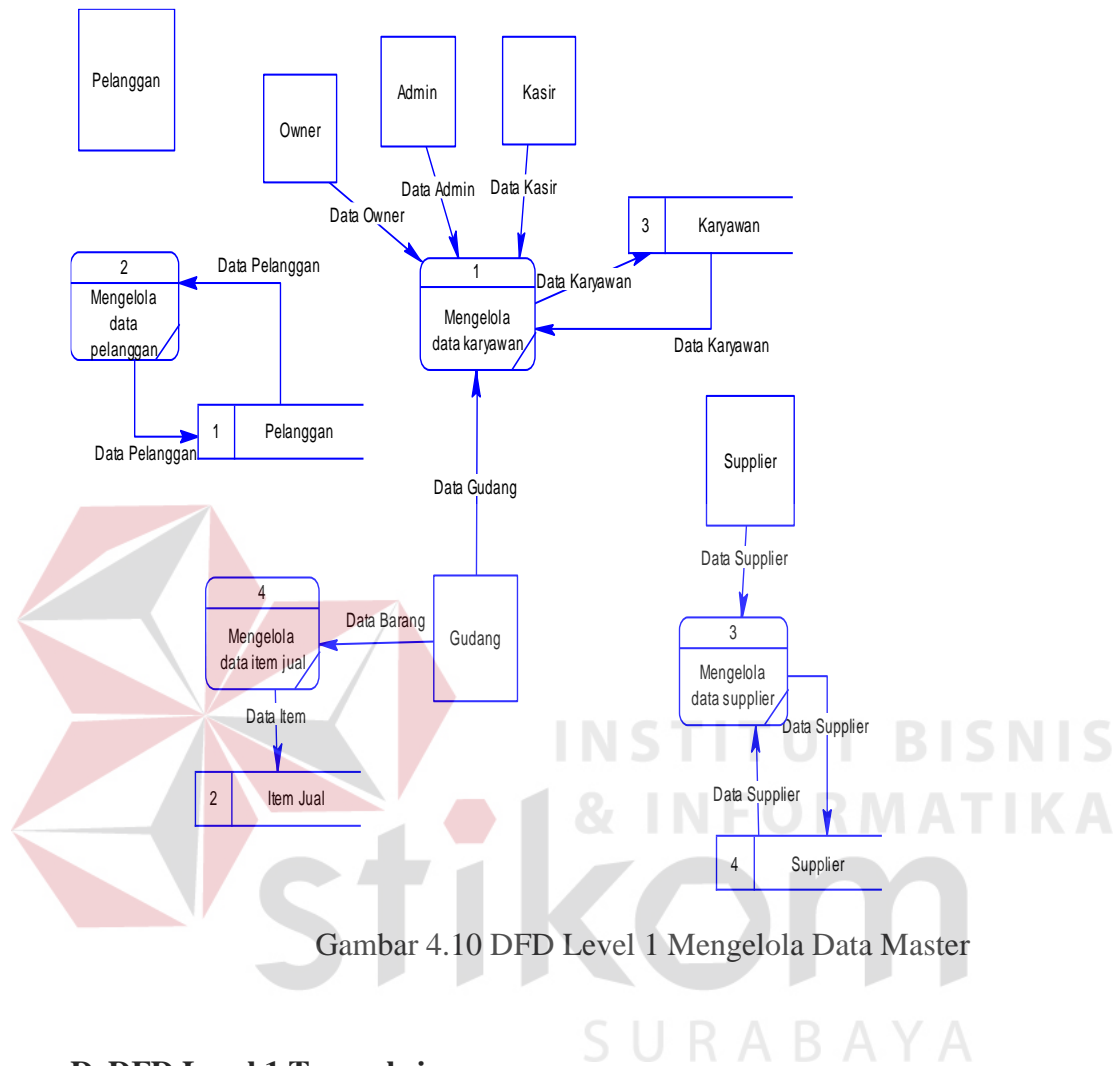 Pelanggan
Admin
Kasir
Owner
Data Admin
Data Kasir
Data Owner
3
Karyawan
2
Mengelola
data
pelanggan
Data Pelanggan
1
Mengelola
data karyawan
Data Karyawan
Data Karyawan
1
Pelanggan
Data Pelanggan
Data Gudang
Supplier
Data Supplier
4
Mengelola
data item jual
Data Barang
Gudang
3
Mengelola
data supplier
Data Item
Data Supplier
2
Item Jual
Data Supplier
4
Supplier
INSTITUT BISNIS
& INFORMATIKA
stikom
SURABAYA
Gambar 4.10 DFD Level 1 Mengelola Data Master